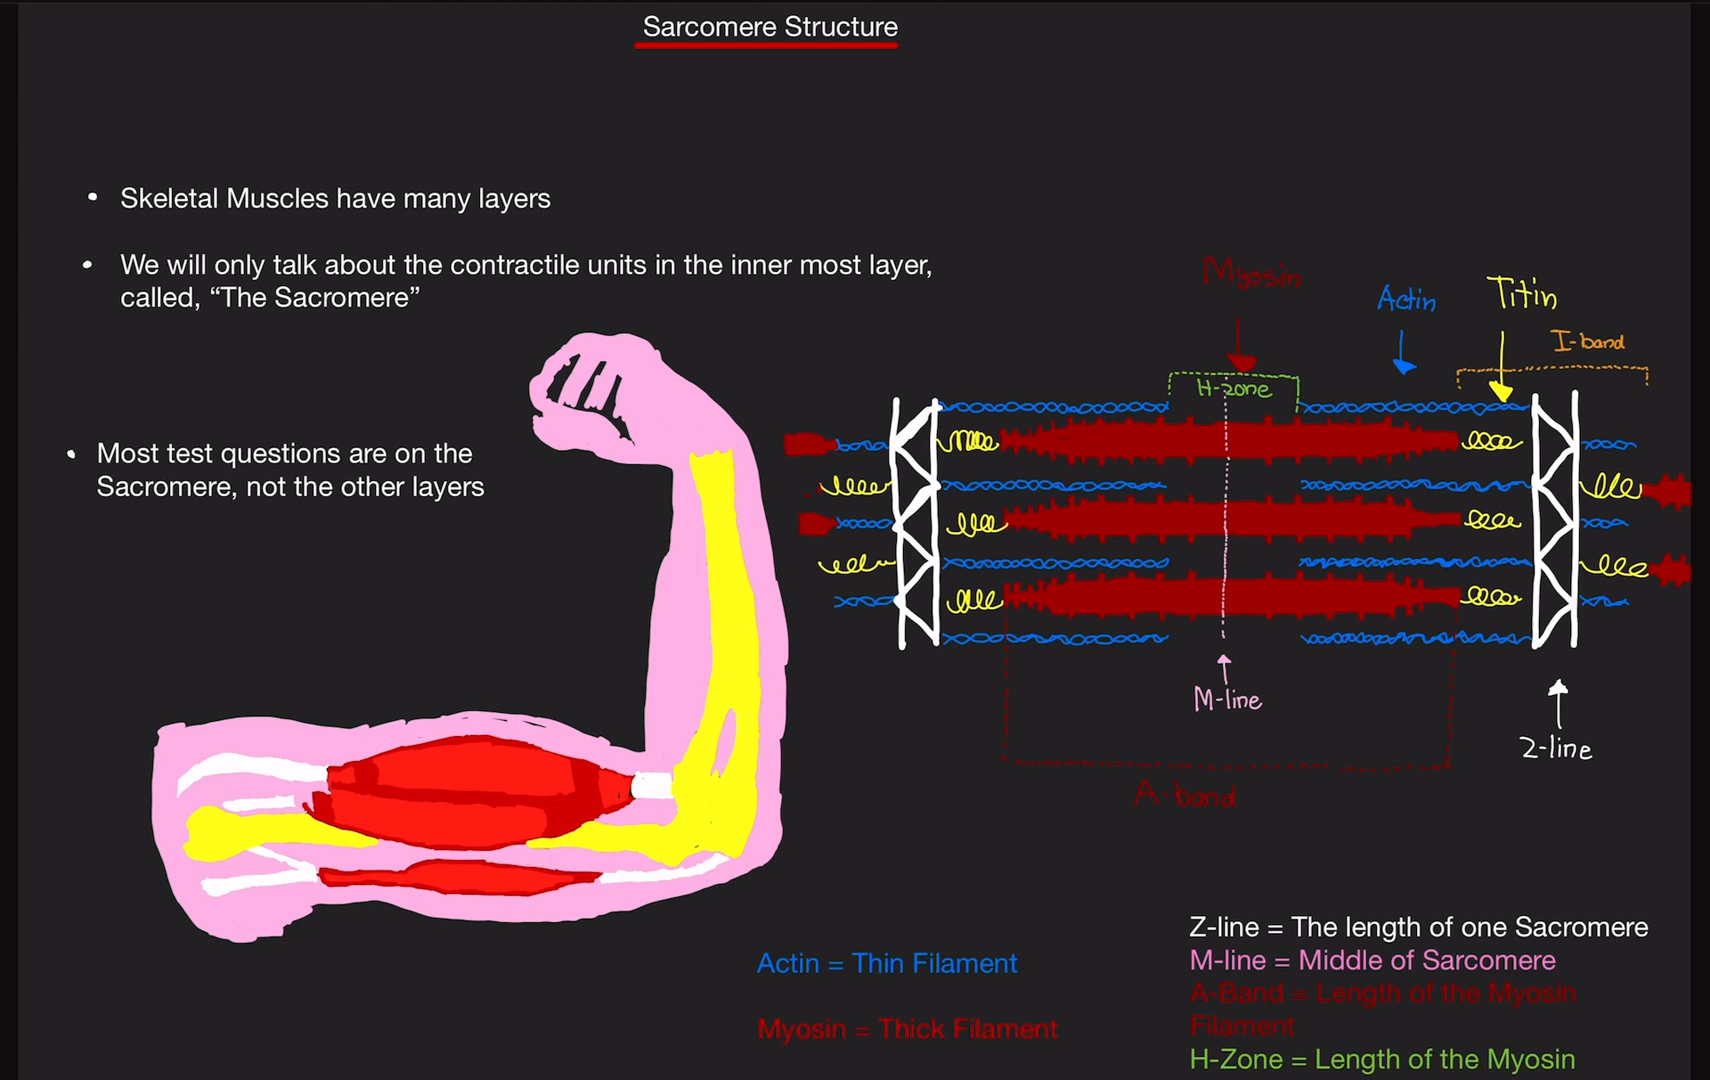 Sarcomere Structure
• Skeletal Muscles have many layers
• We will only talk about the contractile units in the inner most layer,
called, “The Sacromere”
• Most test questions are on the
Sacromere, not the other layers
Myosin
Actin
Titin
I-band
H-zone
M-line
Z-line
A-band
Actin = Thin Filament
Myosin = Thick Filament
Z-line = The length of one Sacromere
M-line = Middle of Sarcomere
A-Band = Length of the Myosin
Filament
H-Zone = Length of the Myosin